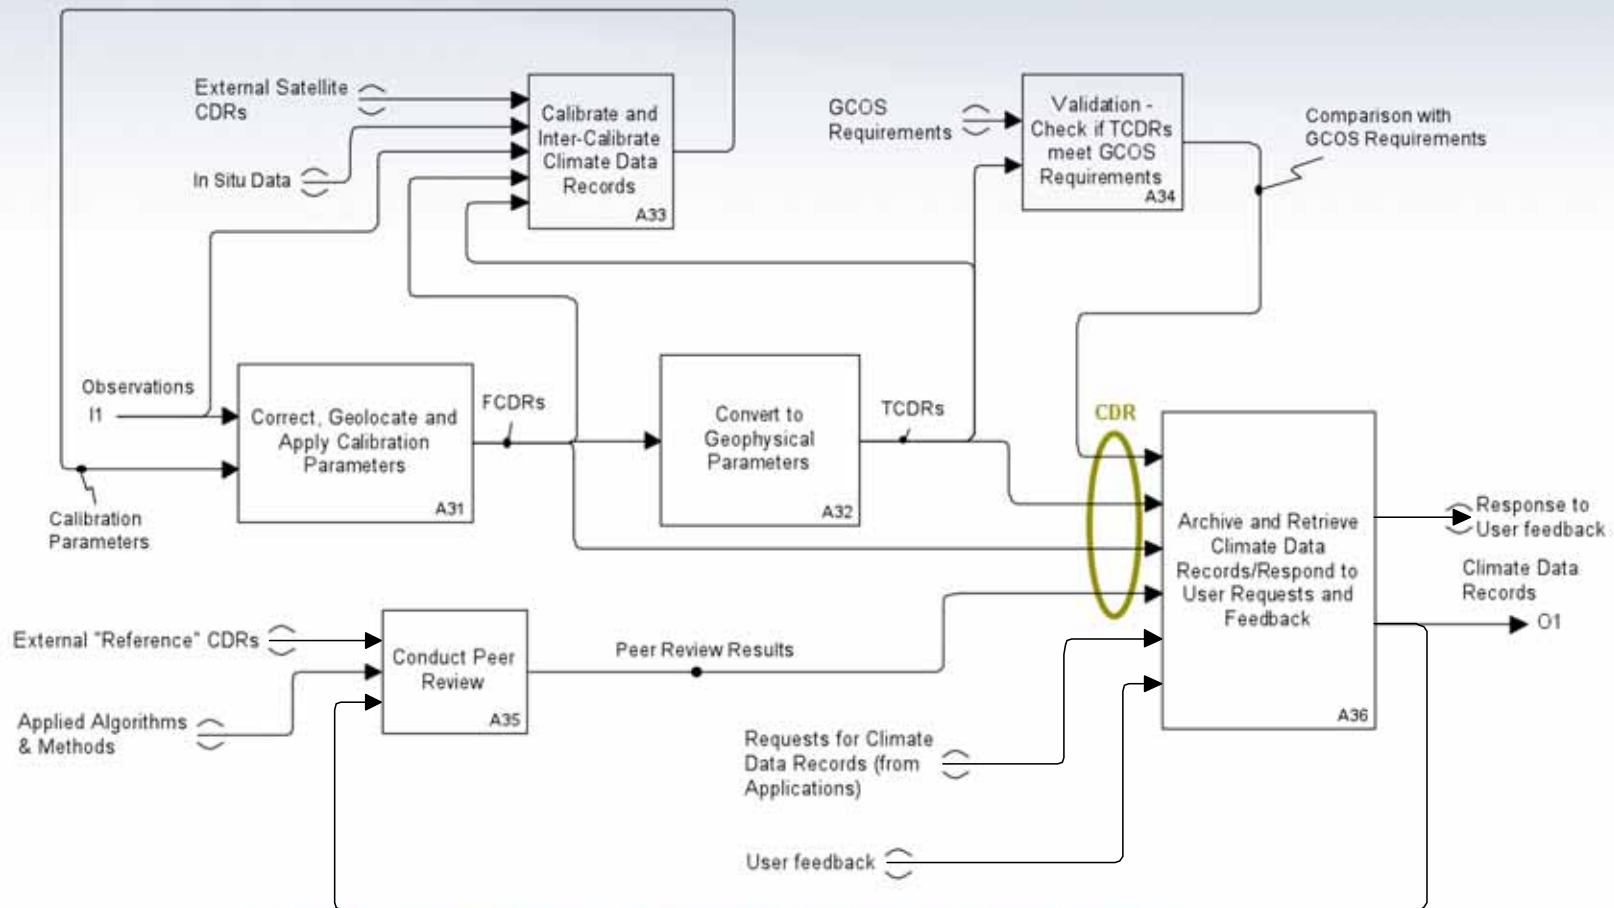 External Satellite
CDRs
In Situ Data
Calibrate and
Inter-Calibrate
Climate Data
Records
A33
GCOS
Requirements
Validation -
Check if TCDRs
meet GCOS
Requirements
A34
Comparison with
GCOS Requirements
Observations
I1
Correct, Geolocate and
Apply Calibration
Parameters
A31
Calibration
Parameters
FCDRs
Convert to
Geophysical
Parameters
A32
TCDRs
CDR
Archive and Retrieve
Climate Data
Records/Respond to
User Requests and
Feedback
A36
Response to
User feedback
Climate Data
Records
O1
External "Reference" CDRs
Applied Algorithms
& Methods
Conduct Peer
Review
A35
Peer Review Results
Requests for Climate
Data Records (from
Applications)
User feedback